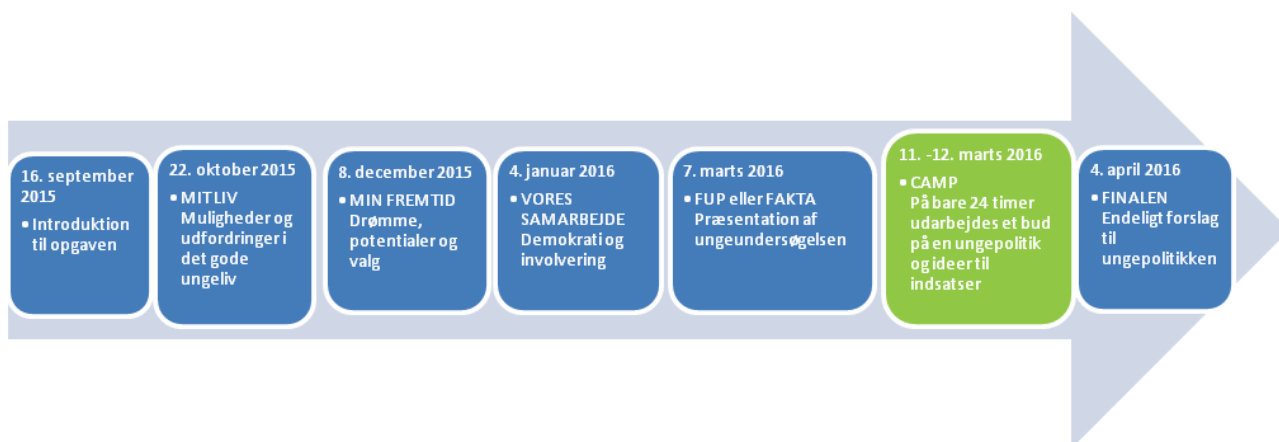 16. september
2015
▪ Introduktion
til opgaven
22. oktober 2015
▪ MITLIV
Muligheder og
udfordringer i
det gode
ungeliv
8. december 2015
▪ MIN FREMTID
Drømme,
potentialer og
valg
4. januar 2016
▪ VORES
SAMARBEJDE
Demokrati og
involvering
7. marts 2016
▪ FUP eller FAKTA
Præsentation af
ungeundersøgelsen
11. -12. marts 2016
▪ CAMP
På bare 24 timer
udarbejdes et bud
på en ungepolitik
og ideer til
indsatser
4. april 2016
▪ FINALEN
Endeligt forslag
til
ungepolitikken